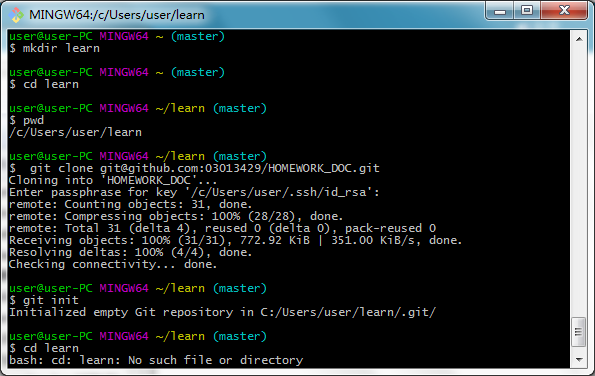 MINGW64:/c/Users/user/learn
user@user-PC MINGW64 ~ (master)
$ mkdir learn
user@user-PC MINGW64 ~ (master)
$ cd learn
user@user-PC MINGW64 ~/learn (master)
$ pwd
/c/Users/user/learn
user@user-PC MINGW64 ~/learn (master)
$  git clone git@github.com:03013429/HOMEWORK_DOC.git
Cloning into 'HOMEWORK_DOC'...
Enter passphrase for key '/c/Users/user/.ssh/id_rsa':
remote: Counting objects: 31, done.
remote: Compressing objects: 100% (28/28), done.
remote: Total 31 (delta 4), reused 0 (delta 0), pack-reused 0
Receiving objects: 100% (31/31), 772.92 KiB | 351.00 KiB/s, done.
Resolving deltas: 100% (4/4), done.
Checking connectivity... done.
user@user-PC MINGW64 ~/learn (master)
$ git init
Initialized empty Git repository in C:/Users/user/learn/.git/
user@user-PC MINGW64 ~/learn (master)
$ cd learn
bash: cd: learn: No such file or directory